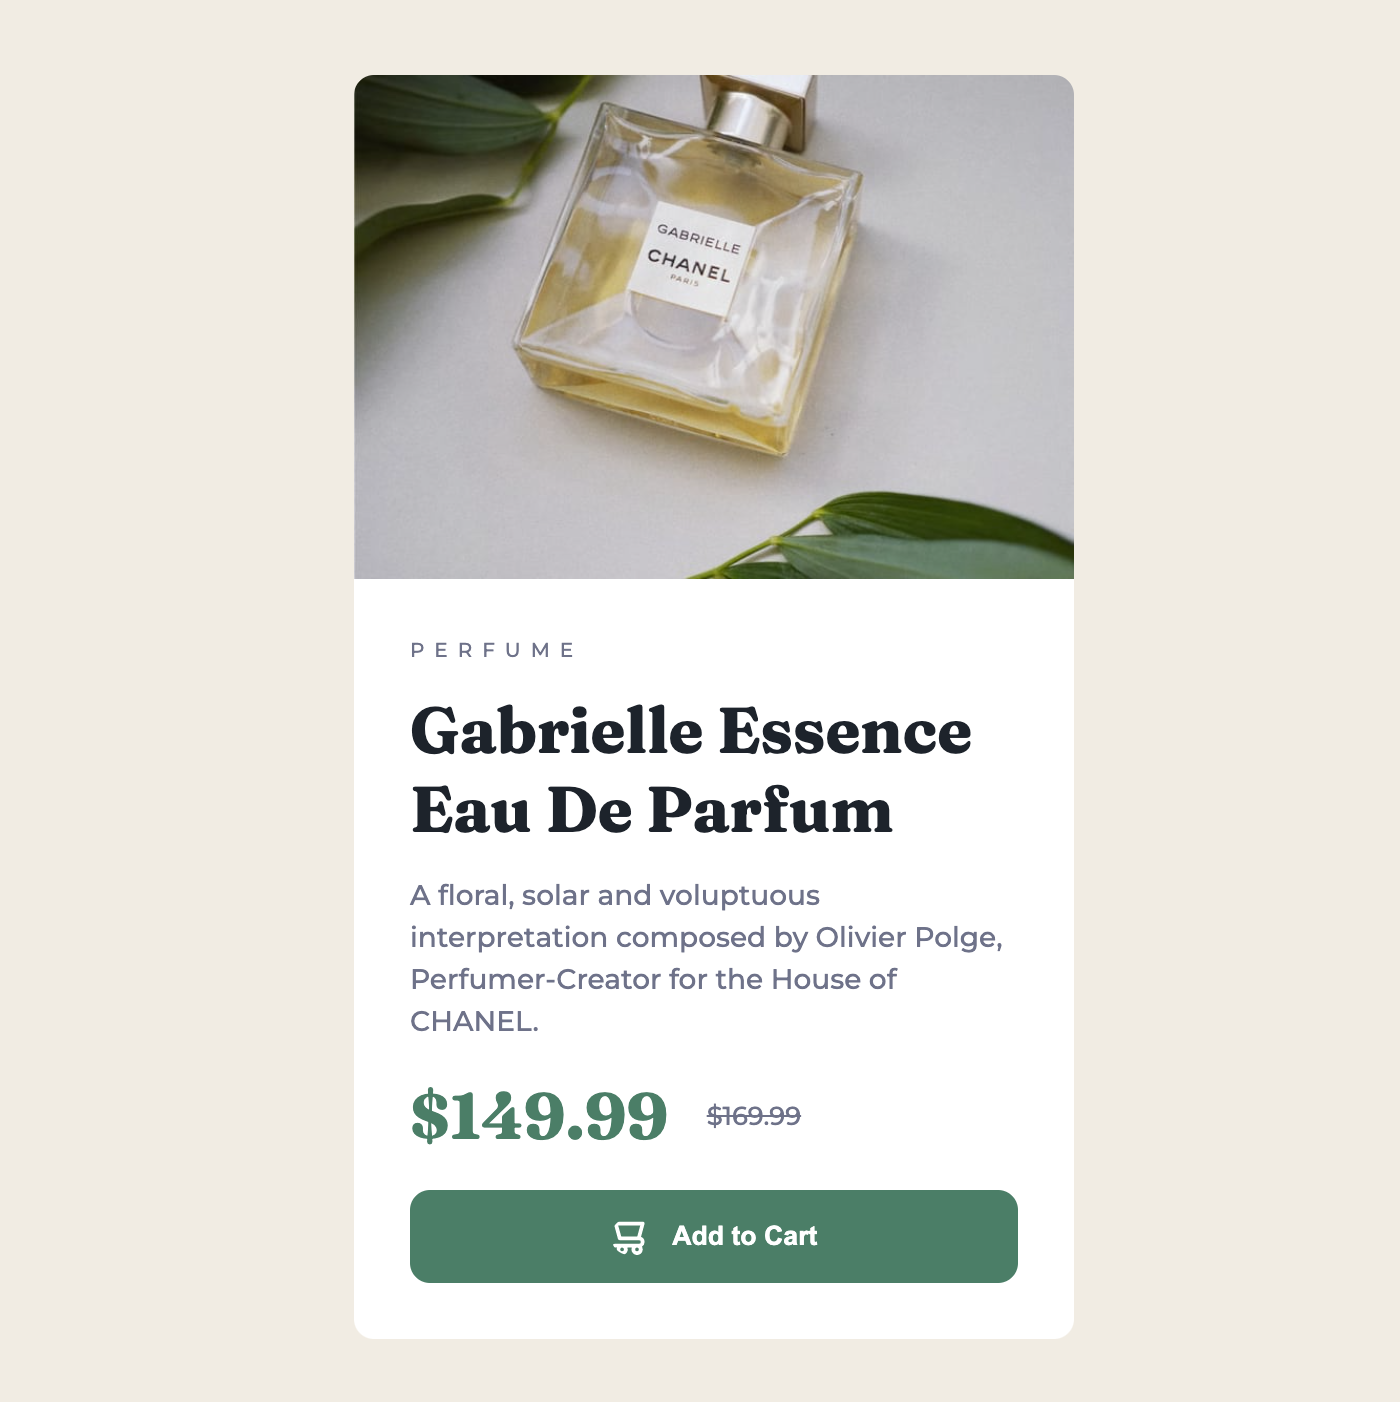 GABRIELLE
CHANEL
PARIS
PERFUME
Gabrielle Essence
Eau De Parfum
A floral, solar and voluptuous
interpretation composed by Olivier Polge,
Perfumer-Creator for the House of
CHANEL.
$149.99 $169.99
Add to Cart